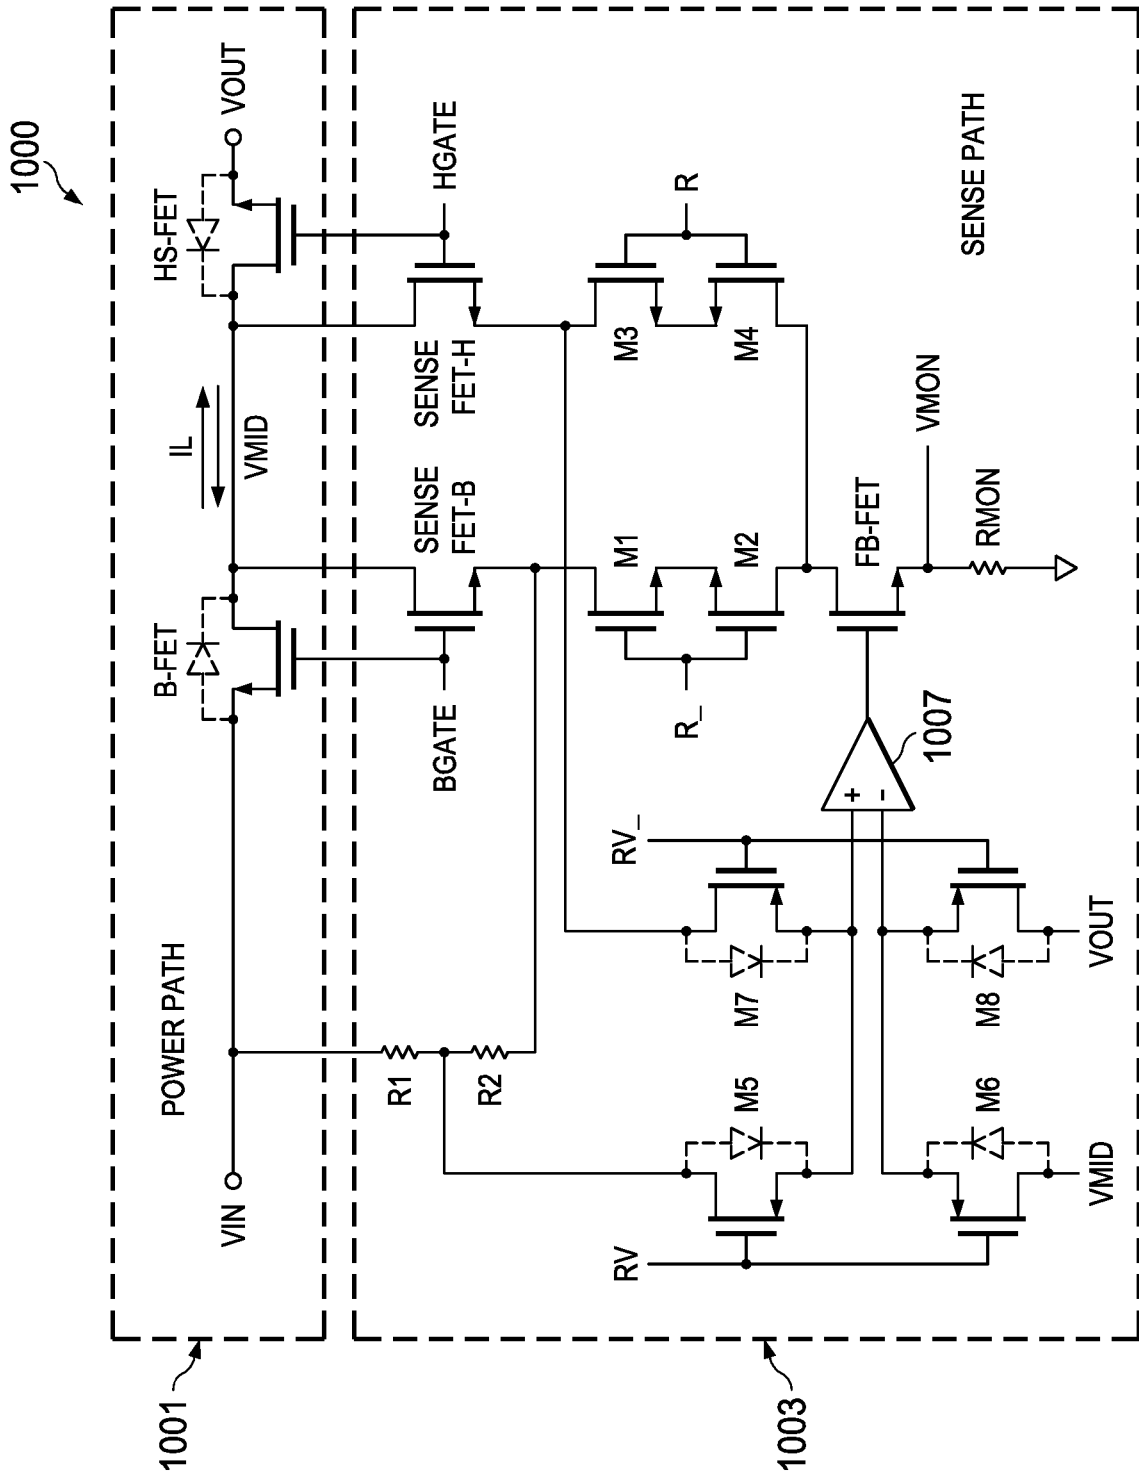 1000
1001
POWER PATH
VIN
B-FET
IL
VMID
HS-FET
VOUT
1003
SENSE PATH
BGATE
SENSE
FET-B
SENSE
FET-H
HGATE
R1
R2
R_
M1
M2
M3
M4
R
RV
RV_
M5
M6
M7
M8
VMID
VOUT
+
-
1007
FB-FET
VMON
RMON